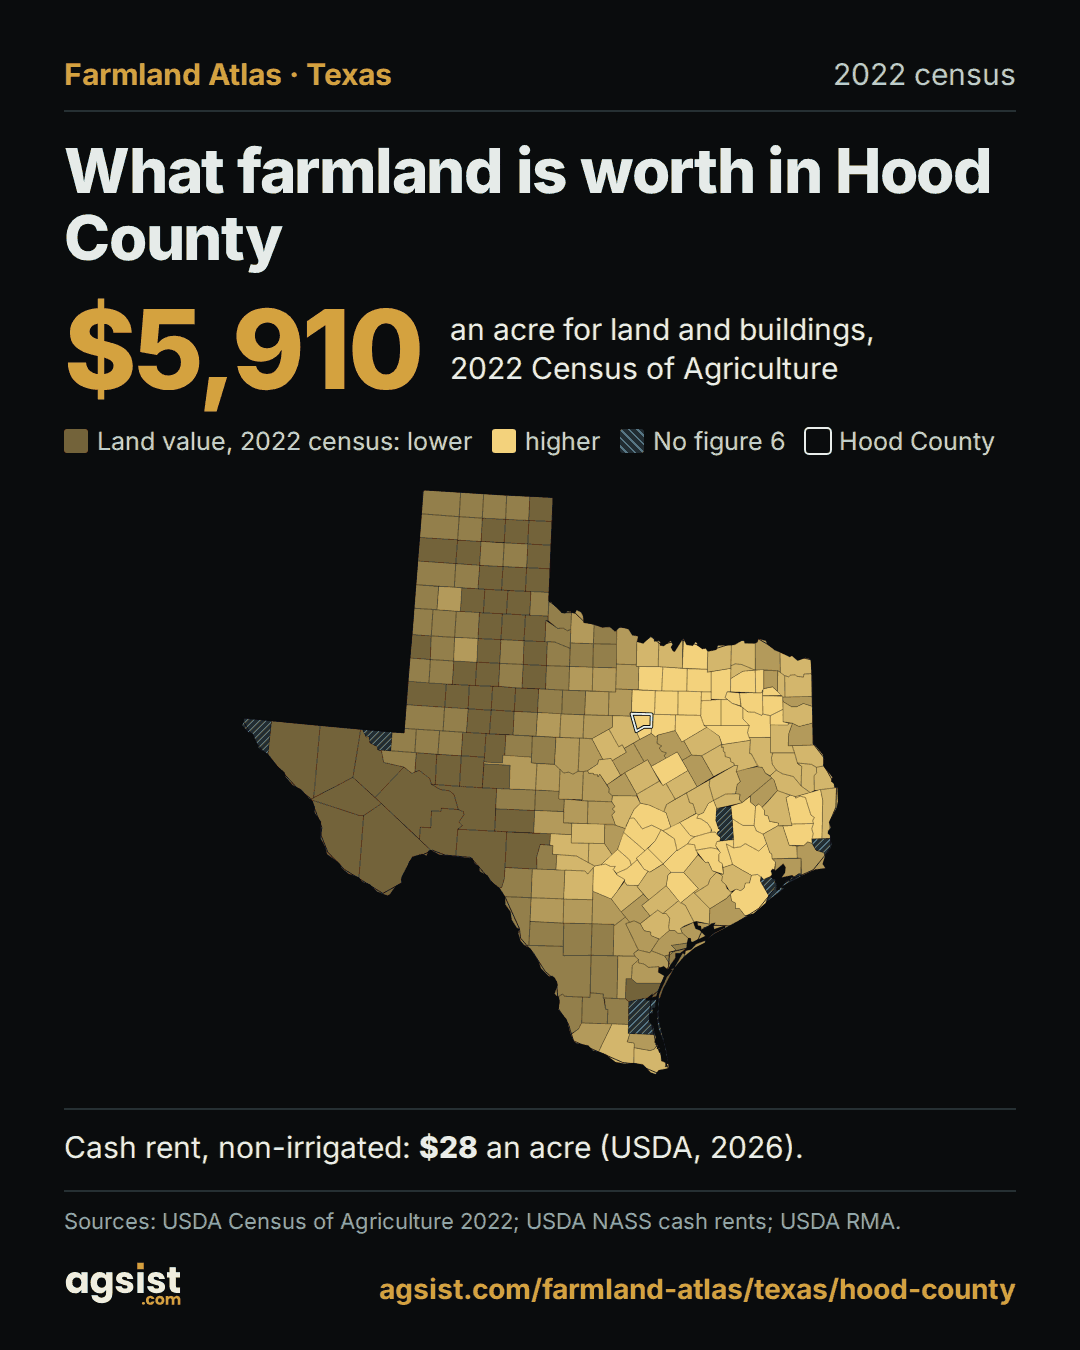 Farmland Atlas · Texas
2022 census
What farmland is worth in Hood
County
$5,910
an acre for land and buildings,
2022 Census of Agriculture
Land value, 2022 census: lower
higher
No figure 6
Hood County
Cash rent, non-irrigated: $28 an acre (USDA, 2026).
Sources: USDA Census of Agriculture 2022; USDA NASS cash rents; USDA RMA.
agsist
.com
agsist.com/farmland-atlas/texas/hood-county